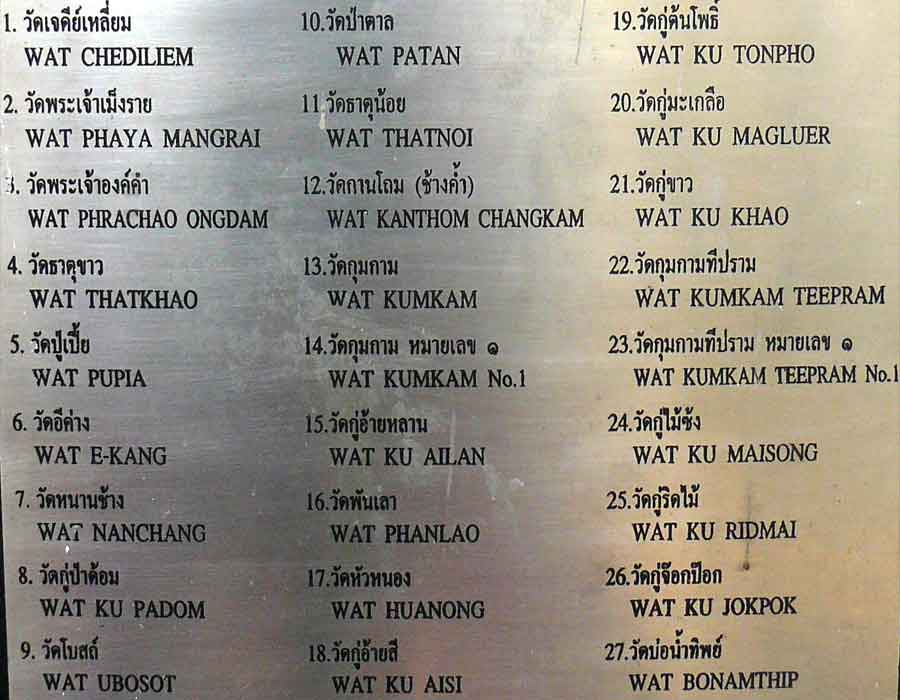 1. วัดเจดีย์เหลี่ยม
WAT CHEDILIEM
2. วัดพระเจ้าเม็งราย
WAT PHAYA MANGRAI
3. วัดพระเจ้าองค์คำ
WAT PHRACHAO ONGDAM
4. วัดธาตุขาว
WAT THATKHAO
5. วัดปู่เปี้ย
WAT PUPIA
6. วัดอีค่าง
WAT E-KANG
7. วัดหนานช้าง
WAT NANCHANG
8. วัดกู่ป่าด้อม
WAT KU PADOM
9. วัดโบสถ์
WAT UBOSOT
10.วัดป่าตาล
WAT PATAN
11.วัดธาตุน้อย
WAT THATNOI
12.วัดกานโถม (ช้างค้ำ)
WAT KANTHOM CHANGKAM
13.วัดกุมกาม
WAT KUMKAM
14.วัดกุมกาม หมายเลข ๑
WAT KUMKAM No.1
15.วัดกู่อ้ายหลาน
WAT KU AILAN
16.วัดพันเลา
WAT PHANLAO
17.วัดหัวหนอง
WAT HUANONG
18.วัดกู่อ้ายสี
WAT KU AISI
19.วัดกู่ต้นโพธิ์
WAT KU TONPHO
20.วัดกู่มะเกลือ
WAT KU MAGLUER
21.วัดกู่ขาว
WAT KU KHAO
22.วัดกุมกามทีปราม
WAT KUMKAM TEEPRAM
23.วัดกุมกามทีปราม หมายเลข ๑
WAT KUMKAM TEEPRAM No.1
24.วัดกู่ไม้ซ้ง
WAT KU MAISONG
25.วัดกู่ริดไม้
WAT KU RIDMAI
26.วัดกู่จ๊อกป๊อก
WAT KU JOKPOK
27.วัดบ่อน้ำทิพย์
WAT BONAMTHIP